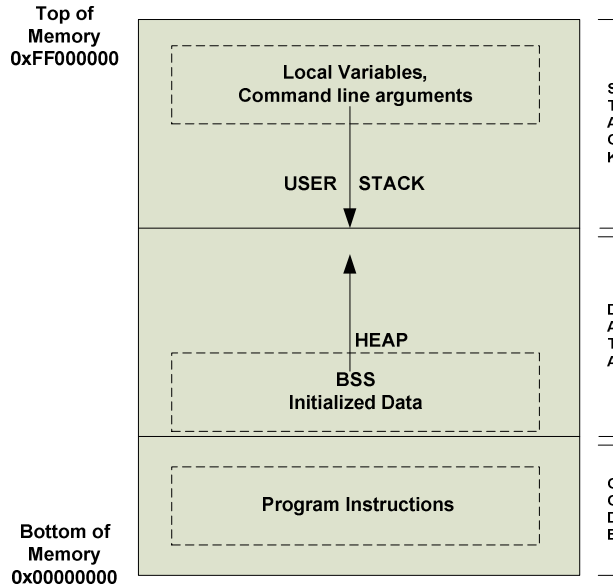 Top of
Memory
0xFF000000
Local Variables,
Command line arguments
USER STACK
S
T
A
C
K
HEAP
BSS
Initialized Data
D
A
T
A
Program Instructions
C
O
D
E
Bottom of
Memory
0x00000000